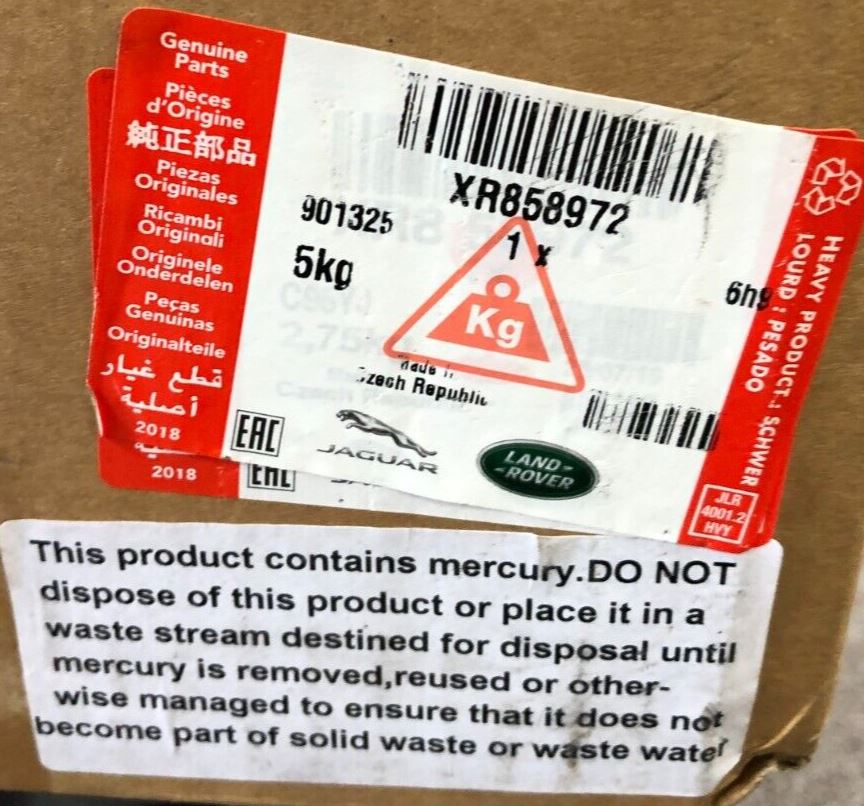 Genuine
Parts
Pièces
d'Origine
純正部品
Piezas
Originales
Ricambi
Originali
Originele
Onderdelen
Peças
Genuinas
Originalteile
قطع غيار
أصلية
2018
2018
XR858972
901325
1 x
5kg
6h9
Kg
Made
Czech Republic
EAC
EAC
JAGUAR
LAND-
-ROVER
HEAVY PRODUCT : SCHWER
LOURD : PESADO
JLR
4001.2
HVY
This product contains mercury.DO NOT
dispose of this product or place it in a
waste stream destined for disposal until
mercury is removed,reused or other-
wise managed to ensure that it does not
become part of solid waste or waste water